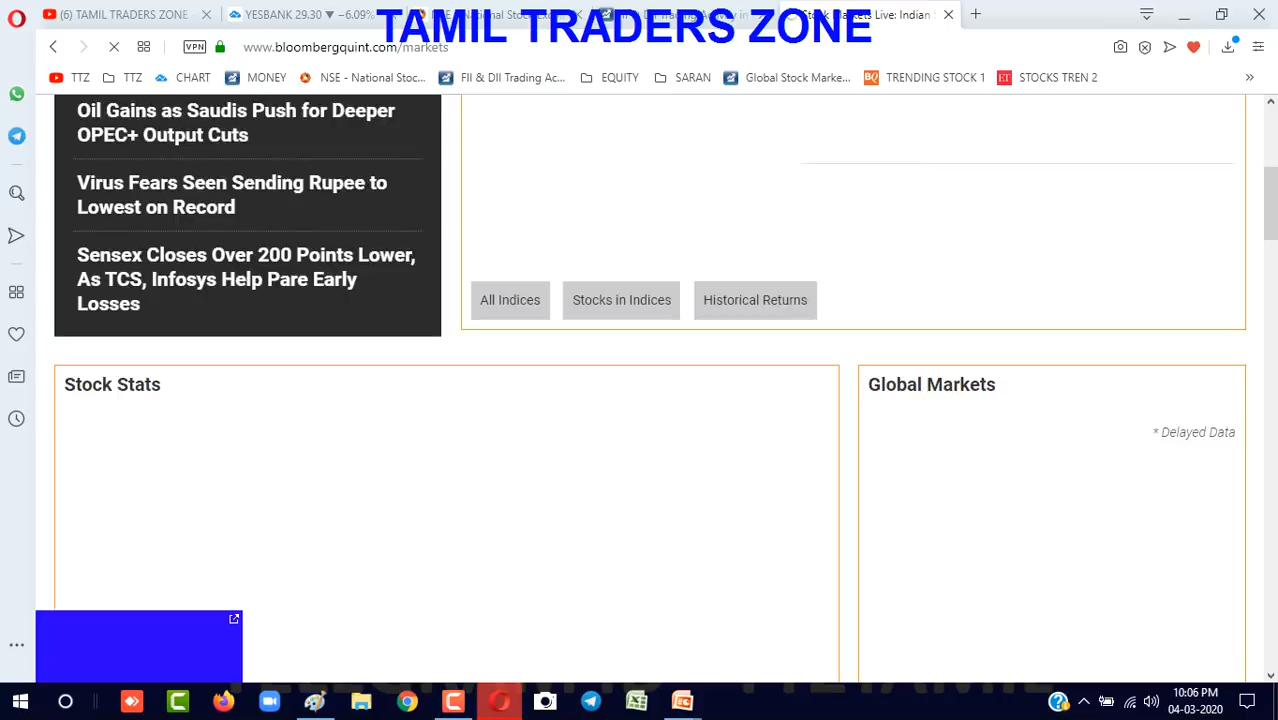 (6) TAMIL TRADERS ZONE
YESBANK 29.30 ▼ −6.09%
Stock Markets Live: Indian S
TAMIL TRADERS ZONE
VPN
www.bloombergquint.com/markets
TTZ
TTZ
CHART
MONEY
NSE - National Stoc...
FII & DII Trading Ac...
EQUITY
SARAN
Global Stock Marke...
BQ TRENDING STOCK 1
ET STOCKS TREN 2
Oil Gains as Saudis Push for Deeper
OPEC+ Output Cuts
Virus Fears Seen Sending Rupee to
Lowest on Record
Sensex Closes Over 200 Points Lower,
As TCS, Infosys Help Pare Early
Losses
All Indices
Stocks in Indices
Historical Returns
Stock Stats
Global Markets
* Delayed Data
10:06 PM
04-03-2020